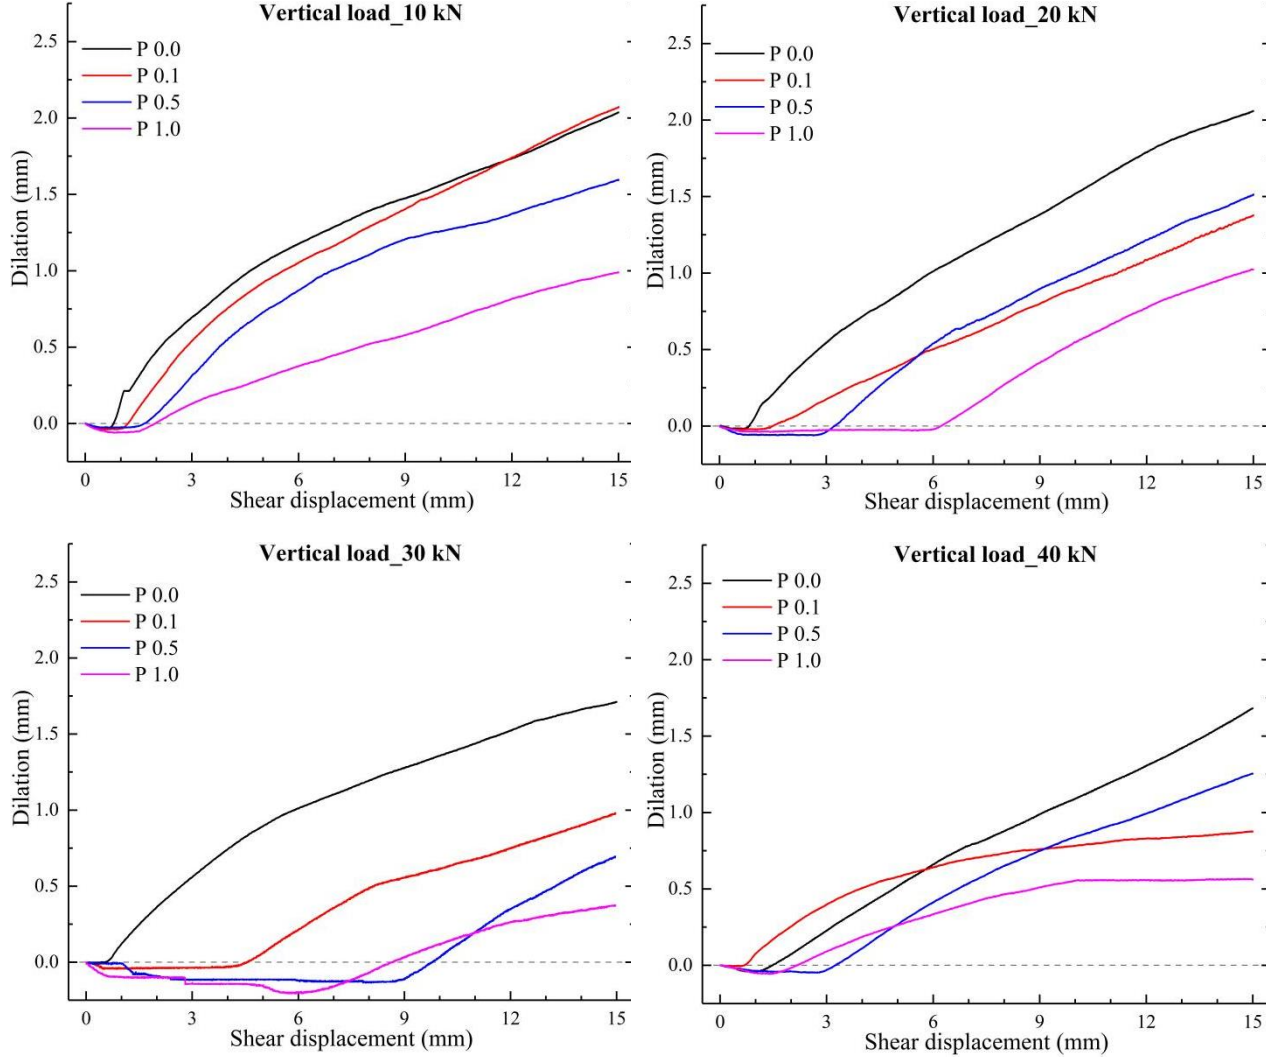 Vertical load_10 kN
2.5
2.0
1.5
1.0
0.5
0.0
Dilation (mm)
P 0.0
P 0.1
P 0.5
P 1.0
0 3 6 9 12 15
Shear displacement (mm)
Vertical load_20 kN
2.5
2.0
1.5
1.0
0.5
0.0
Dilation (mm)
P 0.0
P 0.1
P 0.5
P 1.0
0 3 6 9 12 15
Shear displacement (mm)
Vertical load_30 kN
2.5
2.0
1.5
1.0
0.5
0.0
Dilation (mm)
P 0.0
P 0.1
P 0.5
P 1.0
0 3 6 9 12 15
Shear displacement (mm)
Vertical load_40 kN
2.5
2.0
1.5
1.0
0.5
0.0
Dilation (mm)
P 0.0
P 0.1
P 0.5
P 1.0
0 3 6 9 12 15
Shear displacement (mm)